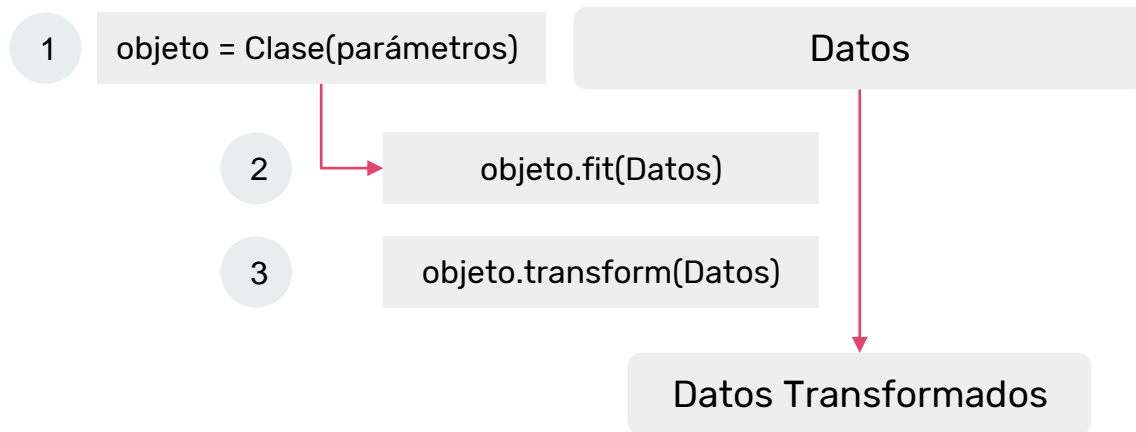 1
objeto = Clase(parámetros)
Datos
2
objeto.fit(Datos)
3
objeto.transform(Datos)
Datos Transformados